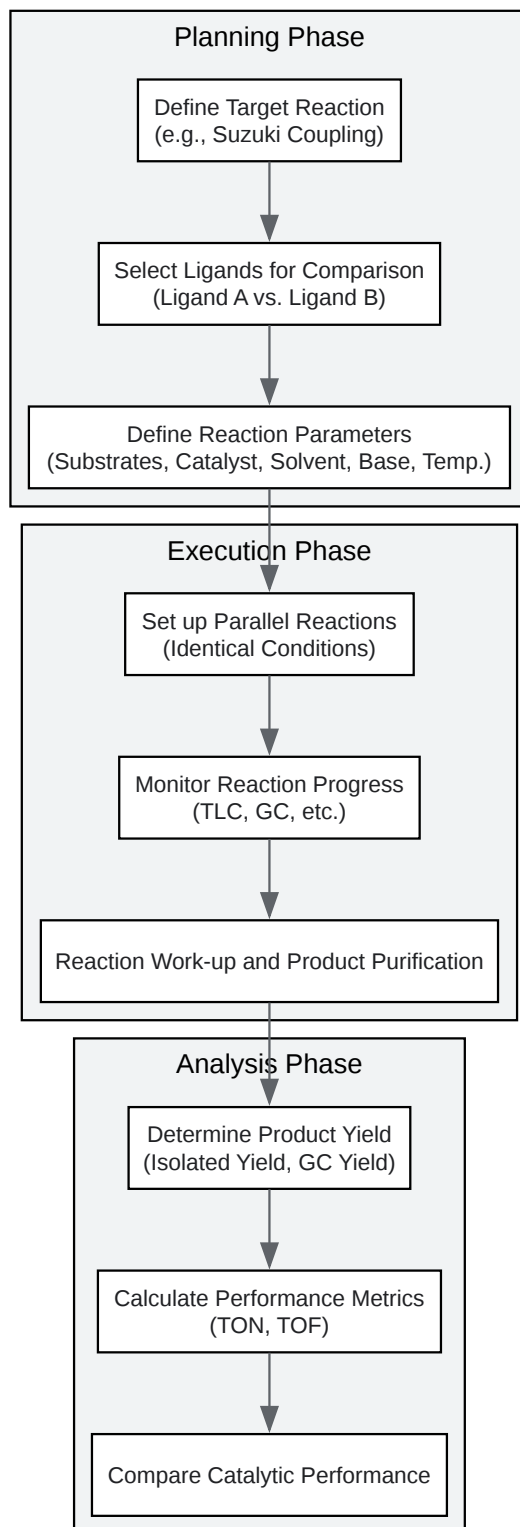 Planning Phase
Define Target Reaction
(e.g., Suzuki Coupling)
Select Ligands for Comparison
(Ligand A vs. Ligand B)
Define Reaction Parameters
(Substrates, Catalyst, Solvent, Base, Temp.)
Execution Phase
Set up Parallel Reactions
(Identical Conditions)
Monitor Reaction Progress
(TLC, GC, etc.)
Reaction Work-up and Product Purification
Analysis Phase
Determine Product Yield
(Isolated Yield, GC Yield)
Calculate Performance Metrics
(TON, TOF)
Compare Catalytic Performance